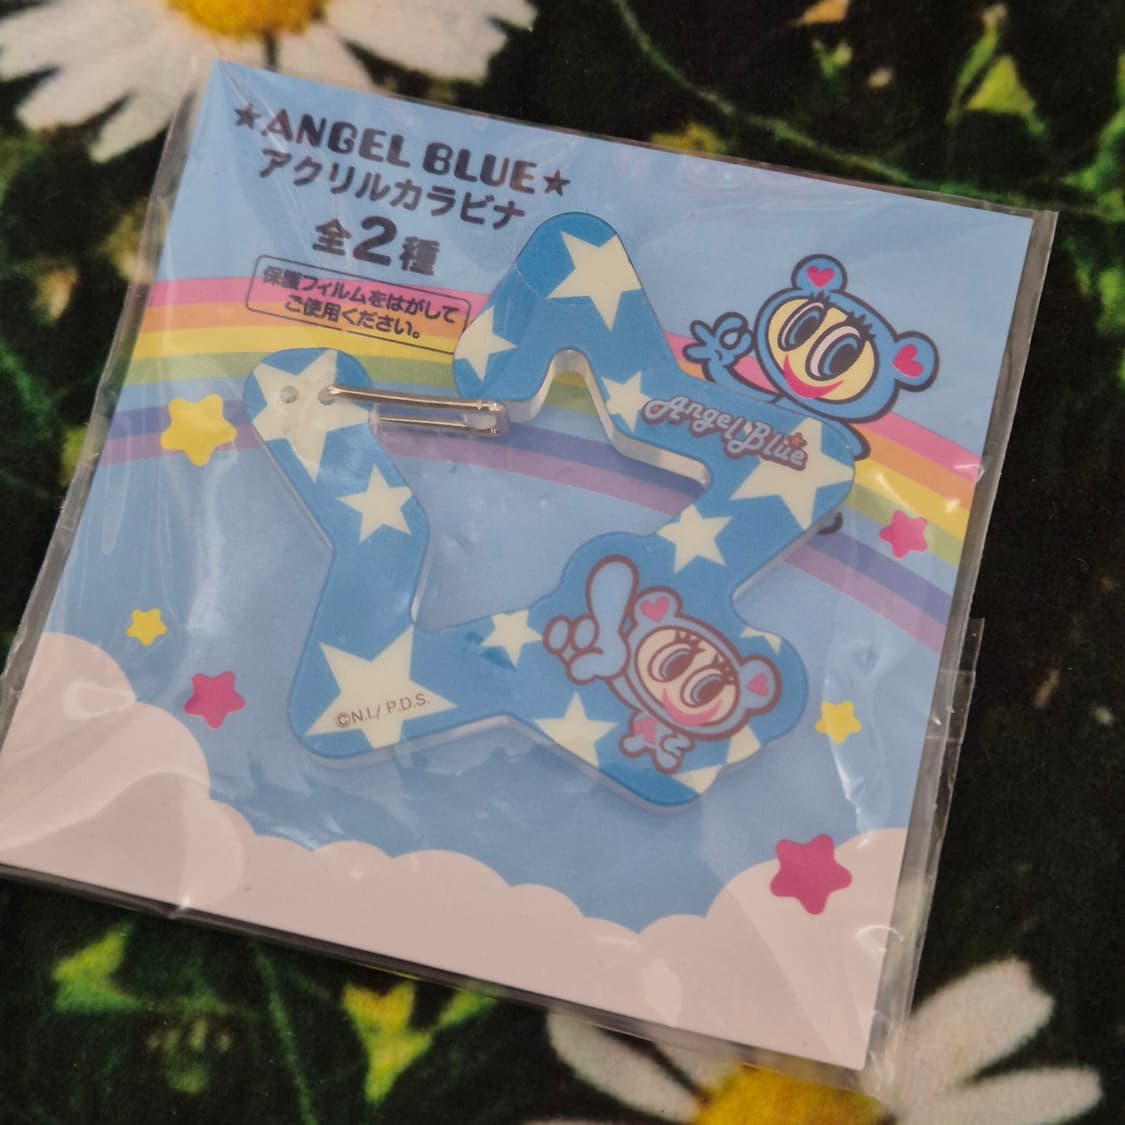 ★ANGEL BLUE★
アクリルカラビナ
全2種
保護フィルムをはがして
ご使用ください。
Angel Blue
©N.I./ P.D.S.